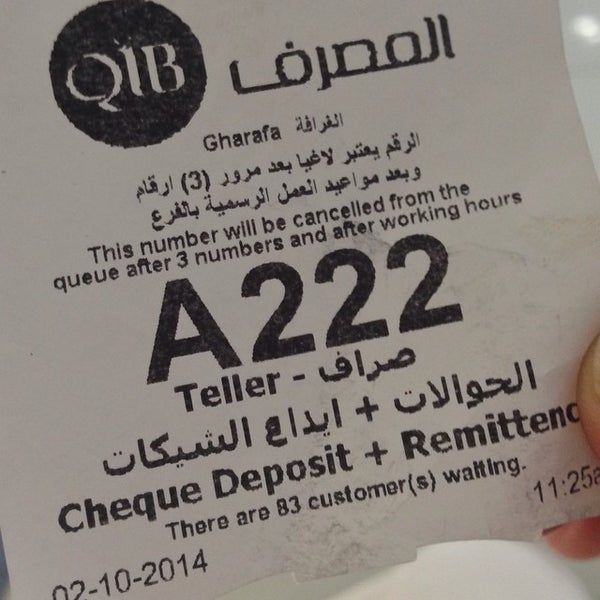 QIB المصرف
Gharafa الغرافة
الرقم يعتبر لاغيا بعد مرور (3) ارقام
وبعد مواعيد العمل الرسمية بالفرع
This number will be cancelled from the
queue after 3 numbers and after working hours
A222
Teller - صراف
الحوالات + ايداع الشيكات
Cheque Deposit + Remittenc
There are 83 customer(s) waiting.
02-10-2014 11:25a